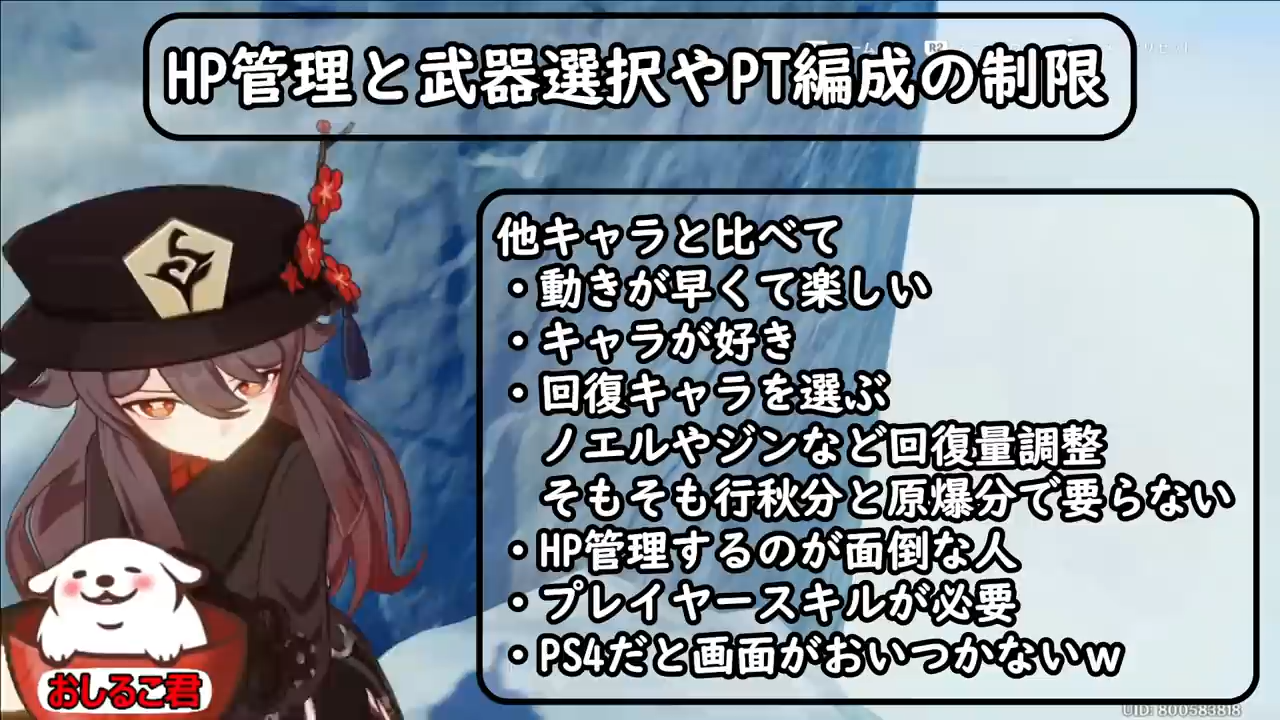 HP管理と武器選択やPT編成の制限
他キャラと比べて
・動きが早くて楽しい
・キャラが好き
・回復キャラを選ぶ
ノエルやジンなど回復量調整
そもそも行秋分と原爆分で要らない
・HP管理するのが面倒な人
・プレイヤースキルが必要
・PS4だと画面がおいつかないw
おしるこ君
UID: 800583818